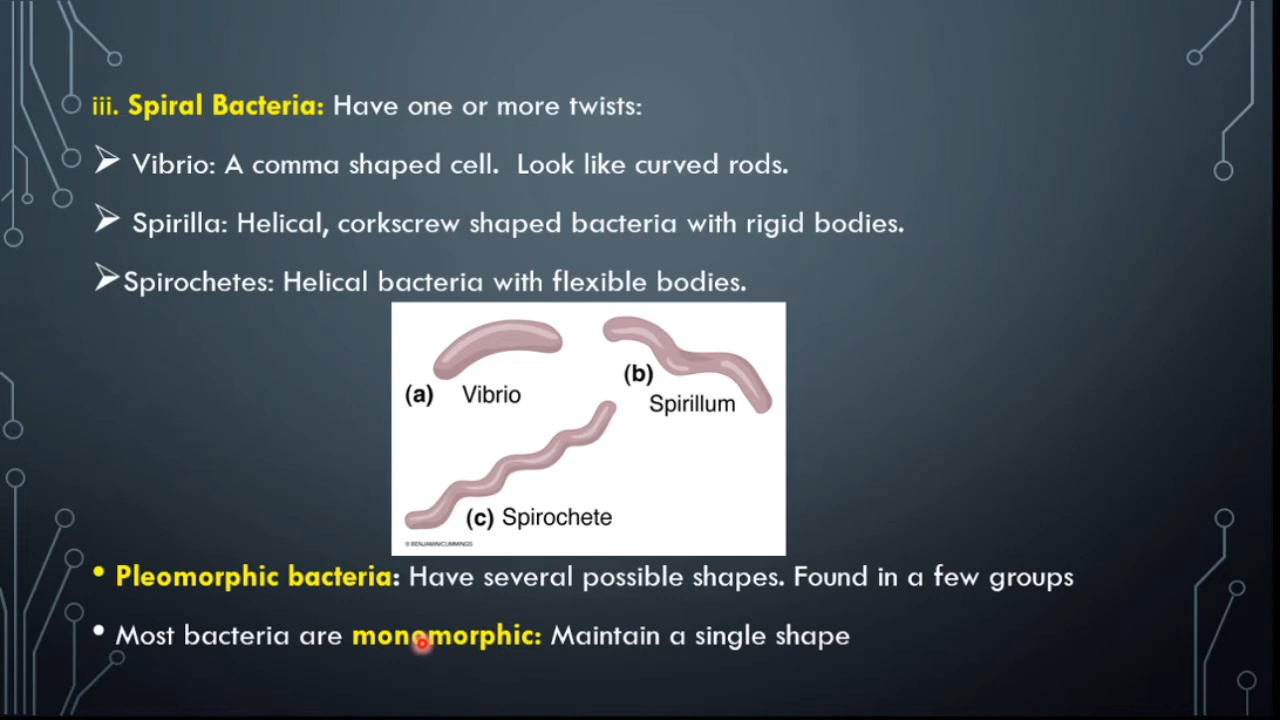 iii. Spiral Bacteria: Have one or more twists:
Vibrio: A comma shaped cell. Look like curved rods.
Spirilla: Helical, corkscrew shaped bacteria with rigid bodies.
Spirochetes: Helical bacteria with flexible bodies.
(a) Vibrio
(b)
Spirillum
(c) Spirochete
© BENJAMIN/CUMMINGS
• Pleomorphic bacteria: Have several possible shapes. Found in a few groups
• Most bacteria are monomorphic: Maintain a single shape